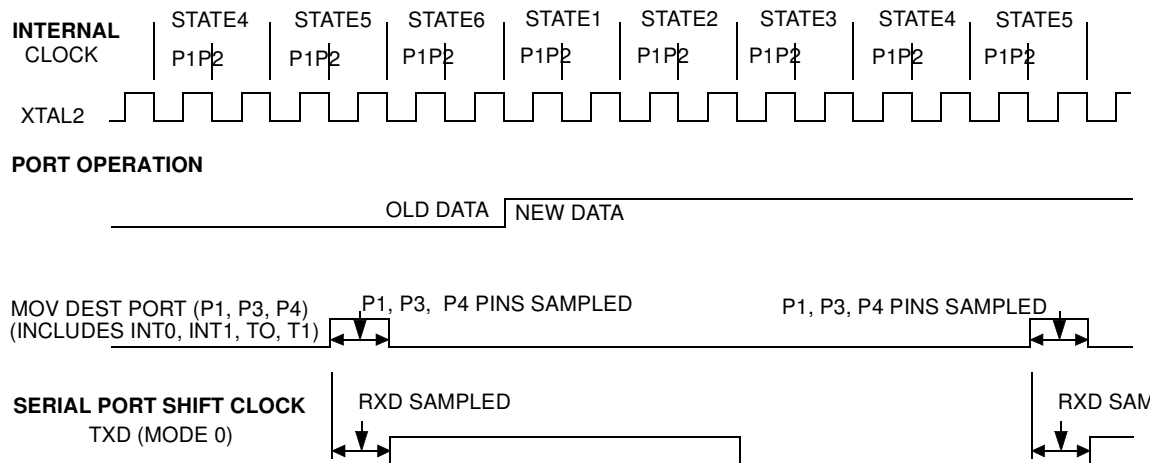 STATE4 STATE5 STATE6 STATE1 STATE2 STATE3 STATE4 STATE5
INTERNAL
CLOCK
P1P2 P1P2 P1P2 P1P2 P1P2 P1P2 P1P2 P1P2
XTAL2
PORT OPERATION
OLD DATA NEW DATA
MOV DEST PORT (P1, P3, P4) P1, P3, P4 PINS SAMPLED P1, P3, P4 PINS SAMPLED
(INCLUDES INT0, INT1, TO, T1)
SERIAL PORT SHIFT CLOCK RXD SAMPLED RXD SAM
TXD (MODE 0)